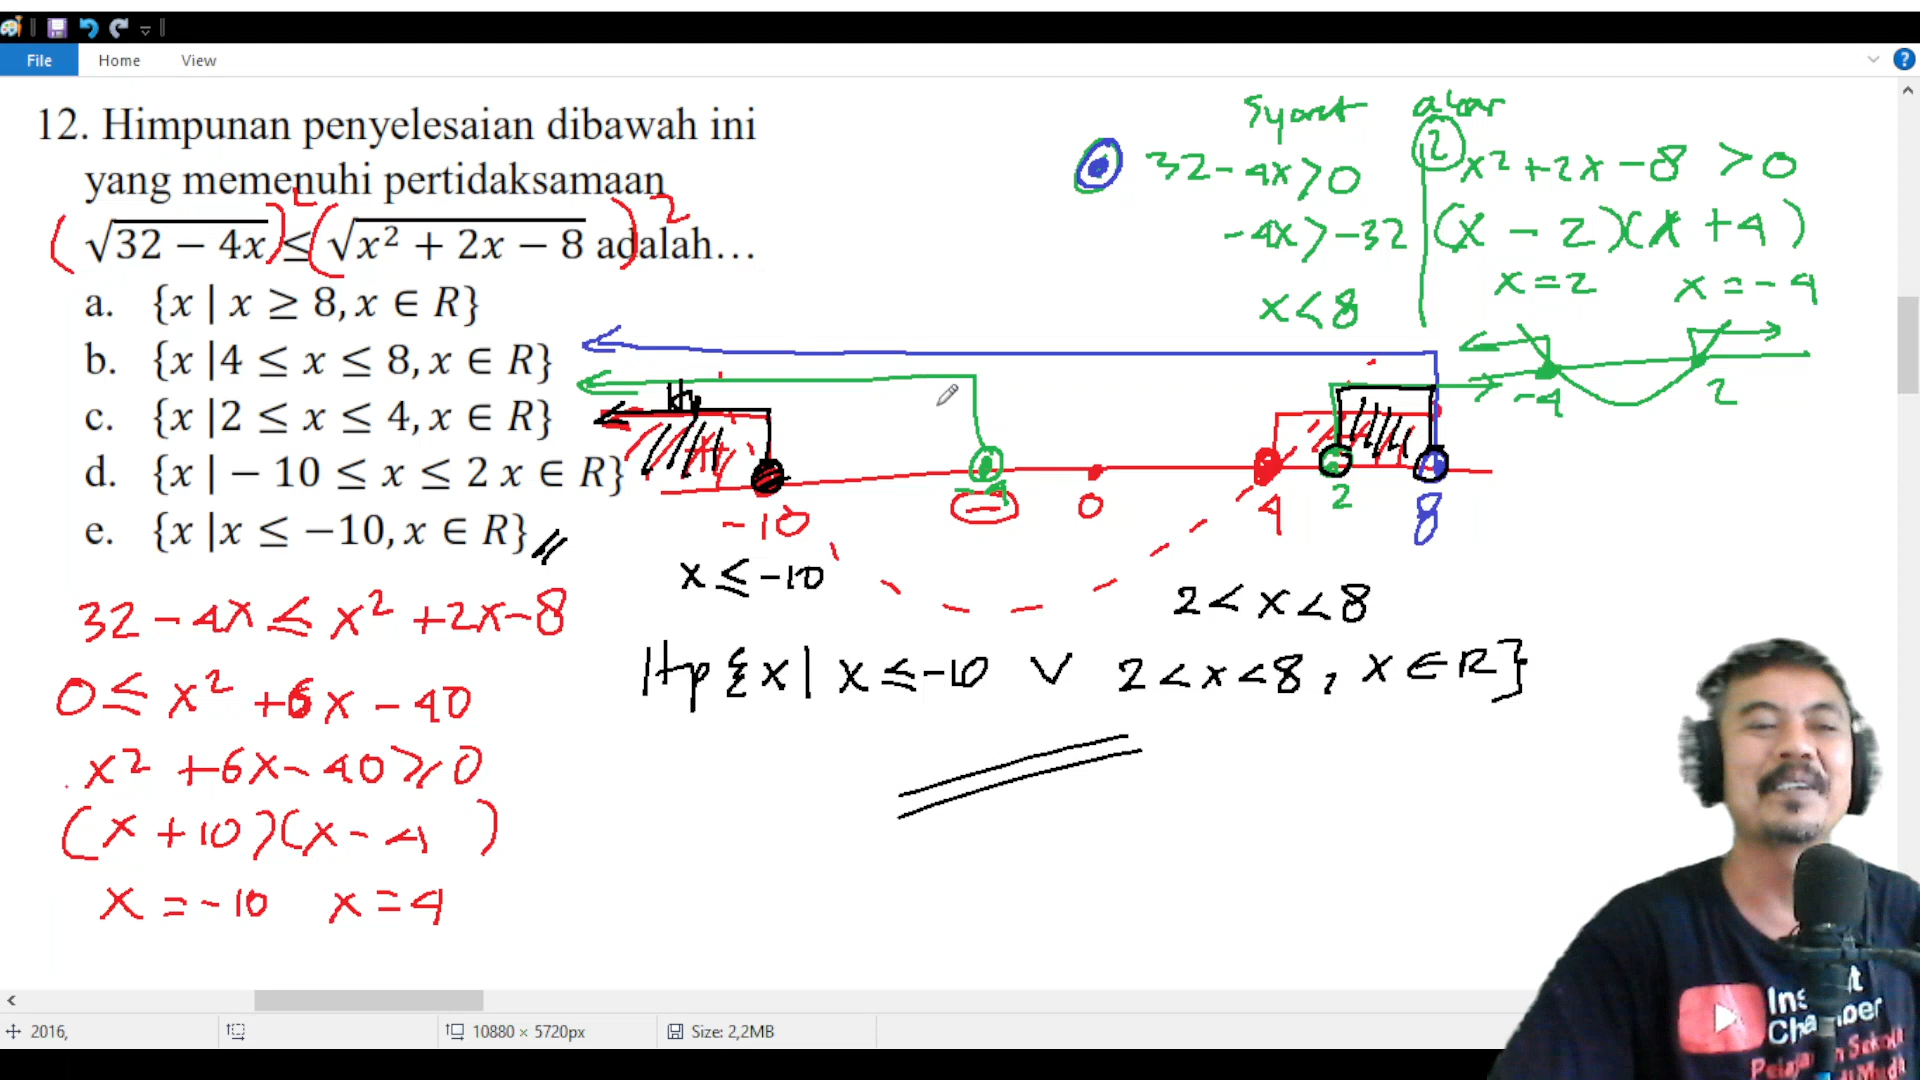 File Home View
12. Himpunan penyelesaian dibawah ini
yang memenuhi pertidaksamaan
(√32 − 4x)² ≤ (√x² + 2x − 8)² adalah…
a. {x | x ≥ 8, x ∈ R}
b. {x |4 ≤ x ≤ 8, x ∈ R}
c. {x |2 ≤ x ≤ 4, x ∈ R}
d. {x | − 10 ≤ x ≤ 2 x ∈ R}
e. {x |x ≤ −10, x ∈ R}
32 - 4x ≤ x² + 2x - 8
0 ≤ x² + 6x - 40
x² + 6x - 40 ≥ 0
(x + 10)(x - 4)
x = -10 x = 4
Syarat akar
32 - 4x > 0
-4x > -32
x < 8
2 x² + 2x - 8 > 0
(x - 2)(x + 4)
x = 2 x = -4
-4 2
Hp
-10 -4 0 4 2 8
x ≤ -10
2 < x < 8
Hp {x | x ≤ -10 ∨ 2 < x < 8, x ∈ R}
Pelaja
2016,
10880 × 5720px
Size: 2,2MB